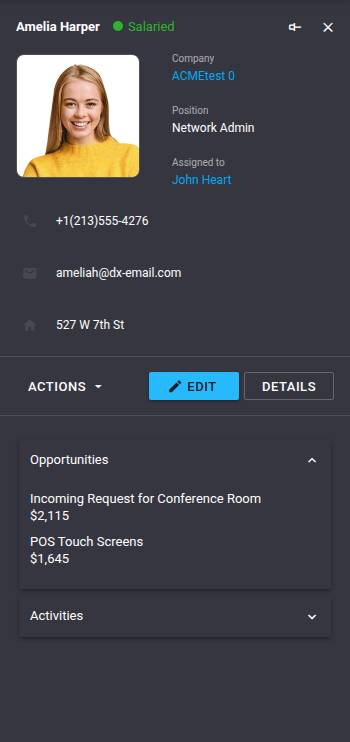 Amelia Harper Salaried
Company
ACMEtest 0
Position
Network Admin
Assigned to
John Heart
+1(213)555-4276
ameliah@dx-email.com
527 W 7th St
ACTIONS EDIT DETAILS
Opportunities
Incoming Request for Conference Room
$2,115
POS Touch Screens
$1,645
Activities